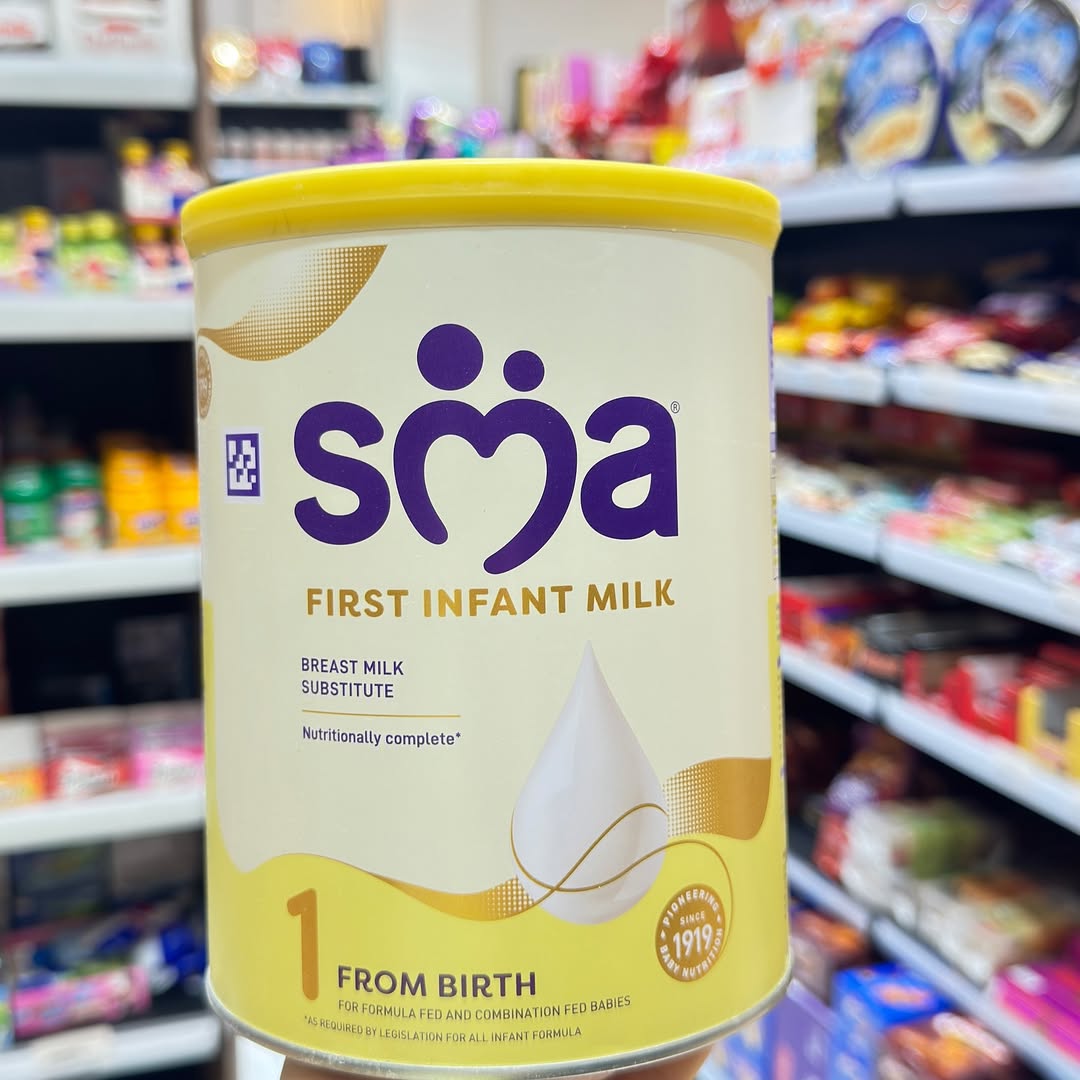 sma®
FIRST INFANT MILK
BREAST MILK
SUBSTITUTE
Nutritionally complete*
1
FROM BIRTH
FOR FORMULA FED AND COMBINATION FED BABIES
*AS REQUIRED BY LEGISLATION FOR ALL INFANT FORMULA
PIONEERING
SINCE
1919
BABY NUTRITION